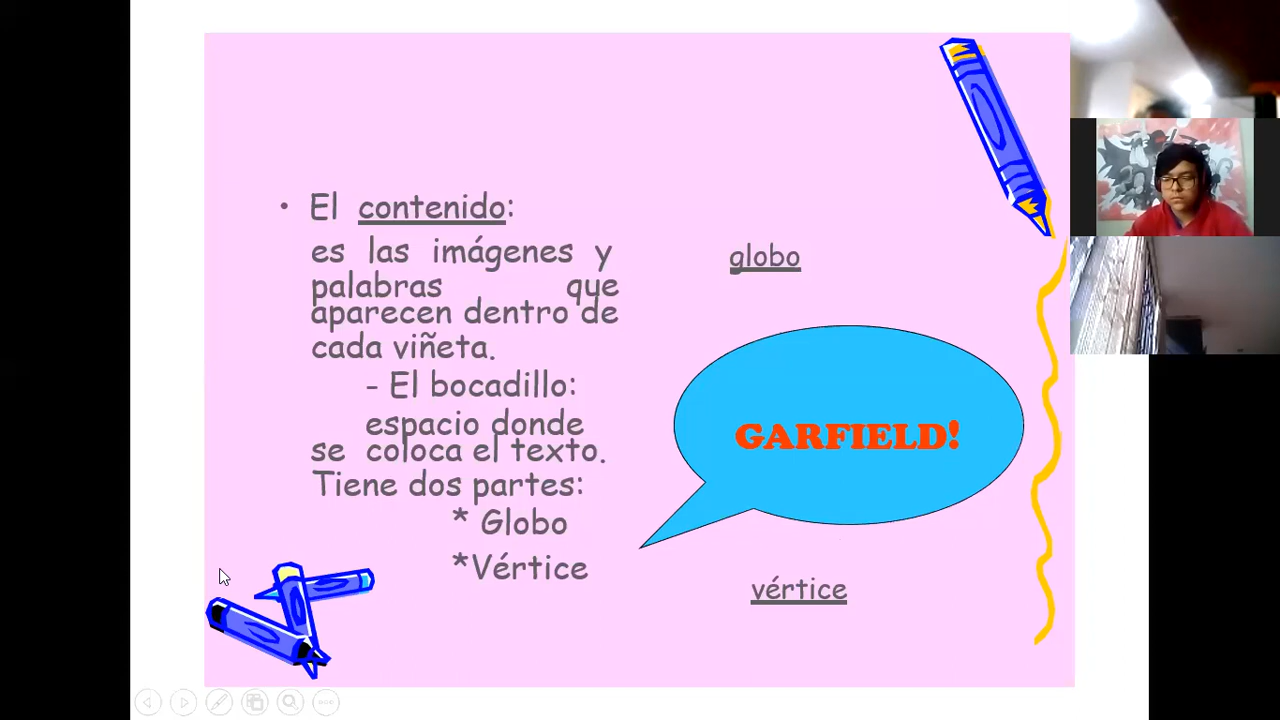 • El contenido:
es las imágenes y
palabras que
aparecen dentro de
cada viñeta.
- El bocadillo:
espacio donde
se coloca el texto.
Tiene dos partes:
* Globo
*Vértice
globo
GARFIELD!
vértice